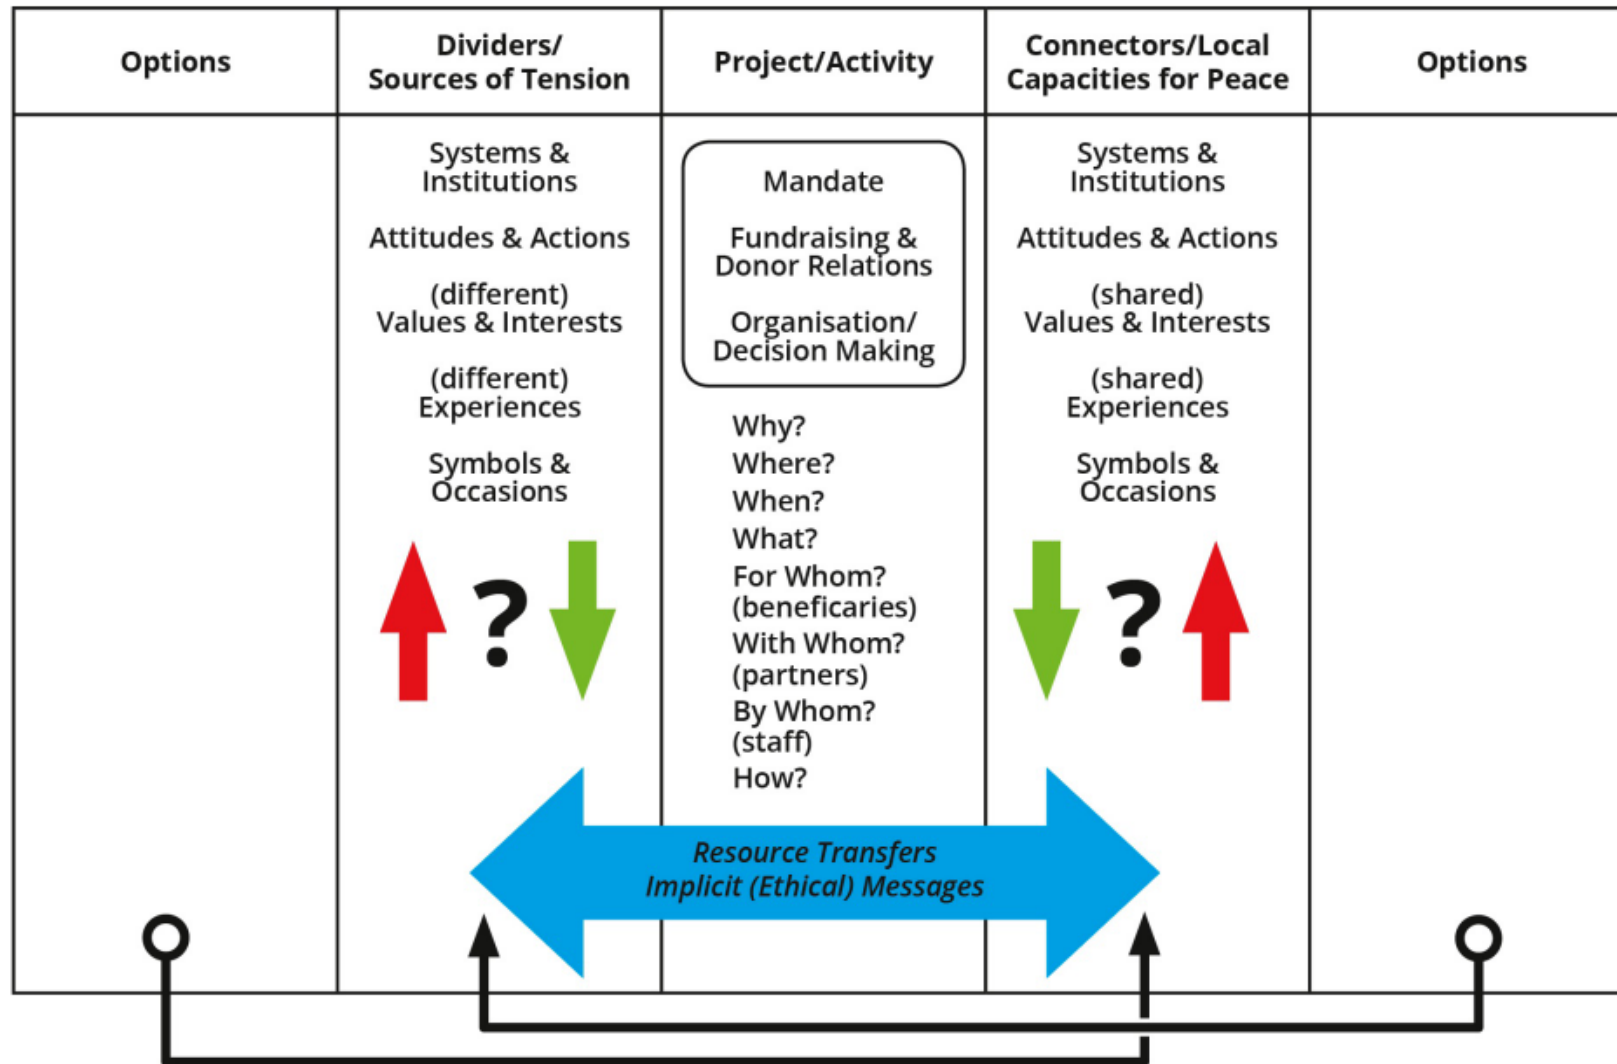 Options
Dividers/
Sources of Tension
Project/Activity
Connectors/Local
Capacities for Peace
Options
Systems &
Institutions
Attitudes & Actions
(different)
Values & Interests
(different)
Experiences
Symbols &
Occasions
?
Mandate
Fundraising &
Donor Relations
Organisation/
Decision Making
Why?
Where?
When?
What?
For Whom?
(beneficaries)
With Whom?
(partners)
By Whom?
(staff)
How?
Systems &
Institutions
Attitudes & Actions
(shared)
Values & Interests
(shared)
Experiences
Symbols &
Occasions
?
Resource Transfers
Implicit (Ethical) Messages